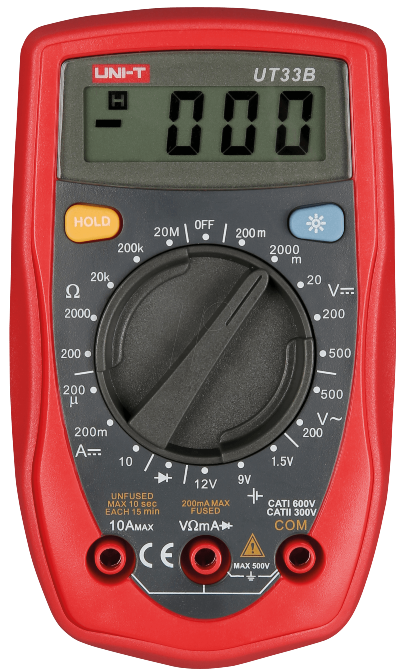 UNI-T UT33B
H
- 000
HOLD
OFF
20M 200m
200k 2000
m
20k 20
Ω V⎓
2000 200
200 500
200
μ 500
V~
200m 200
A⎓
10 1.5V
12V 9V
UNFUSED
MAX 10 sec
EACH 15 min
10AMAX
200mA MAX
FUSED
VΩmA
CATI 600V
CATII 300V
COM
CE
MAX 500V